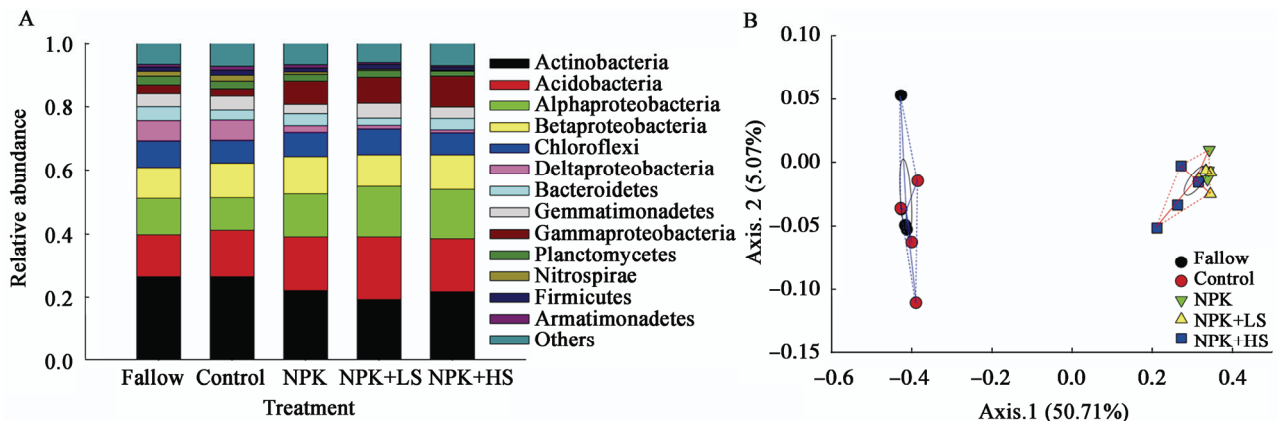 A
Relative abundance
1.0
0.8
0.6
0.4
0.2
0.0
Fallow Control NPK NPK+LS NPK+HS
Treatment
Actinobacteria
Acidobacteria
Alphaproteobacteria
Betaproteobacteria
Chloroflexi
Deltaproteobacteria
Bacteroidetes
Gemmatimonadetes
Gammaproteobacteria
Planctomycetes
Nitrospirae
Firmicutes
Armatimonadetes
Others
B
Axis. 2 (5.07%)
0.10
0.05
0.00
−0.05
−0.10
−0.15
−0.6 −0.4 −0.2 0.0 0.2 0.4
Axis.1 (50.71%)
Fallow
Control
NPK
NPK+LS
NPK+HS